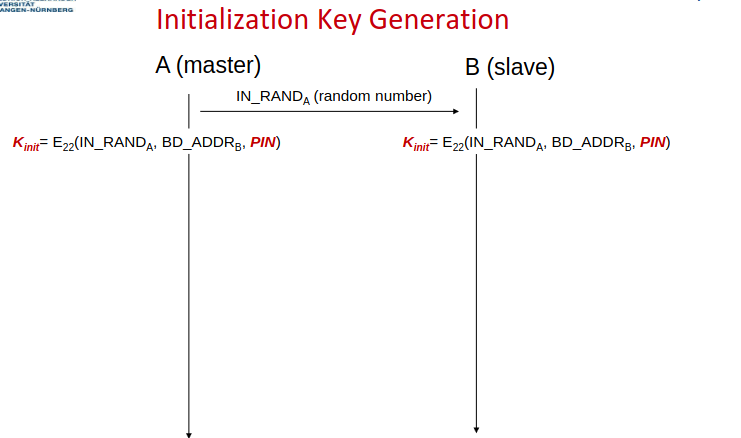 VERSITÄT
ANGEN-NÜRNBERG
Initialization Key Generation
A (master)
B (slave)
IN_RANDA (random number)
Kinit= E22(IN_RANDA, BD_ADDRB, PIN)
Kinit= E22(IN_RANDA, BD_ADDRB, PIN)